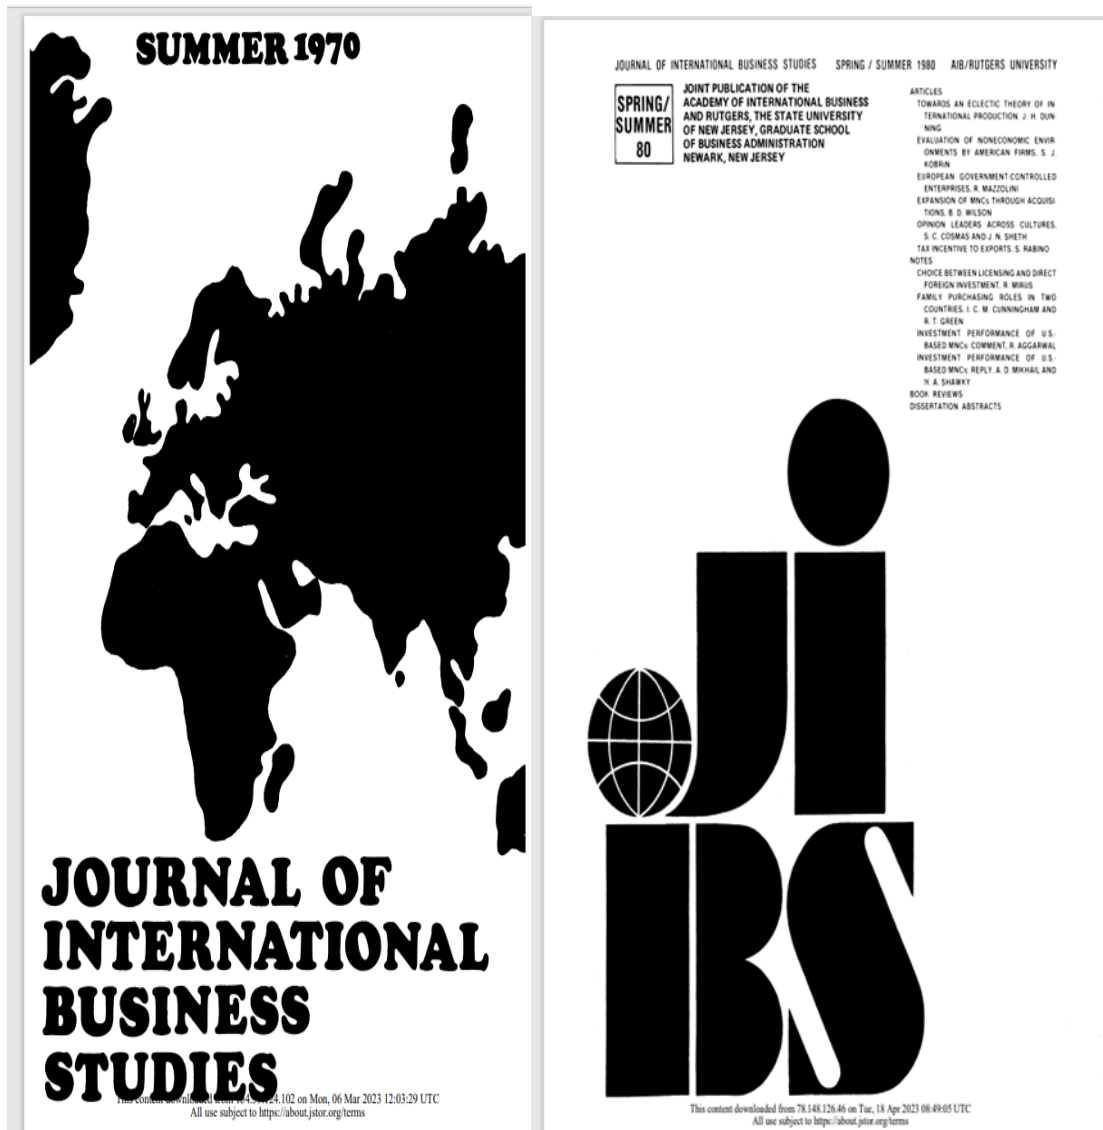 SUMMER 1970
JOURNAL OF
INTERNATIONAL
BUSINESS
STUDIES
This content downloaded from 24.102 on Mon, 06 Mar 2023 12:03:29 UTC
All use subject to https://about.jstor.org/terms
JOURNAL OF INTERNATIONAL BUSINESS STUDIES SPRING / SUMMER 1980 AIB/RUTGERS UNIVERSITY
SPRING/
SUMMER
80
JOINT PUBLICATION OF THE
ACADEMY OF INTERNATIONAL BUSINESS
AND RUTGERS, THE STATE UNIVERSITY
OF NEW JERSEY, GRADUATE SCHOOL
OF BUSINESS ADMINISTRATION
NEWARK, NEW JERSEY
ARTICLES
TOWARDS AN ECLECTIC THEORY OF IN
TERNATIONAL PRODUCTION, J. H. DUN
NING
EVALUATION OF NONECONOMIC ENVIR
ONMENTS BY AMERICAN FIRMS, S. J.
KOBRIN
EUROPEAN GOVERNMENT-CONTROLLED
ENTERPRISES, R. MAZZOLINI
EXPANSION OF MNCs THROUGH ACQUISI
TIONS, B. D. WILSON
OPINION LEADERS ACROSS CULTURES,
S. C. COSMAS AND J. N. SHETH
TAX INCENTIVE TO EXPORTS, S. RABINO
NOTES
CHOICE BETWEEN LICENSING AND DIRECT
FOREIGN INVESTMENT, R. MIRUS
FAMILY PURCHASING ROLES IN TWO
COUNTRIES, I. C. M. CUNNINGHAM AND
R. T. GREEN
INVESTMENT PERFORMANCE OF U.S.-
BASED MNCs: COMMENT, R. AGGARWAL
INVESTMENT PERFORMANCE OF U.S.-
BASED MNCs: REPLY, A. D. MIKHAIL AND
H. A. SHAWKY
BOOK REVIEWS
DISSERTATION ABSTRACTS
Ji
BS
This content downloaded from 78.148.126.46 on Tue, 18 Apr 2023 08:49:05 UTC
All use subject to https://about.jstor.org/terms